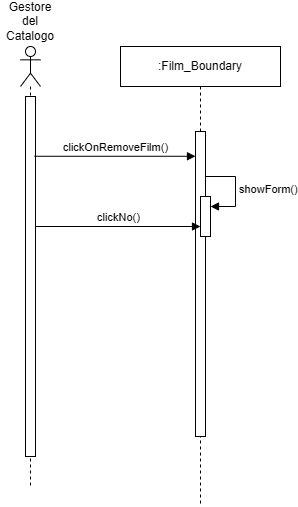 Gestore
del
Catalogo
:Film_Boundary
clickOnRemoveFilm()
showForm()
clickNo()